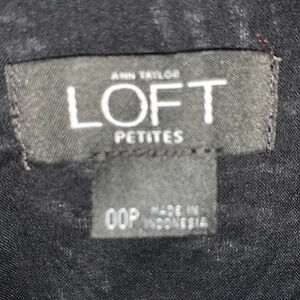 ANN TAYLOR
LOFT
PETITES
00P MADE IN
INDONESIA